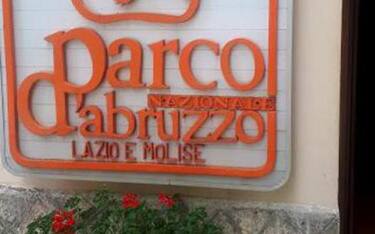 Parco
NAZIONALE
d'abruzzo
LAZIO E MOLISE